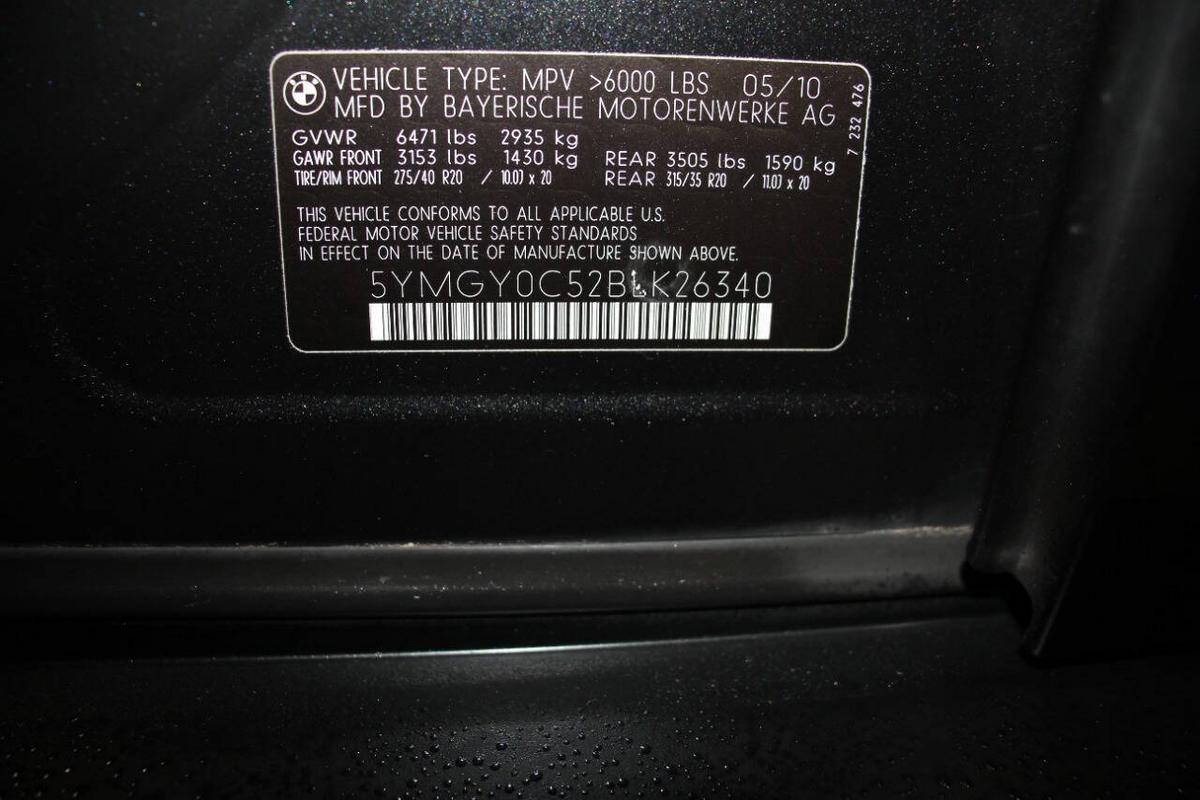 VEHICLE TYPE: MPV >6000 LBS 05/10
MFD BY BAYERISCHE MOTORENWERKE AG
GVWR 6471 lbs 2935 kg
GAWR FRONT 3153 lbs 1430 kg REAR 3505 lbs 1590 kg
TIRE/RIM FRONT 275/40 R20 / 10.0J x 20 REAR 315/35 R20 / 11.0J x 20
THIS VEHICLE CONFORMS TO ALL APPLICABLE U.S.
FEDERAL MOTOR VEHICLE SAFETY STANDARDS
IN EFFECT ON THE DATE OF MANUFACTURE SHOWN ABOVE.
5YMGY0C52BLK26340
7 232 476